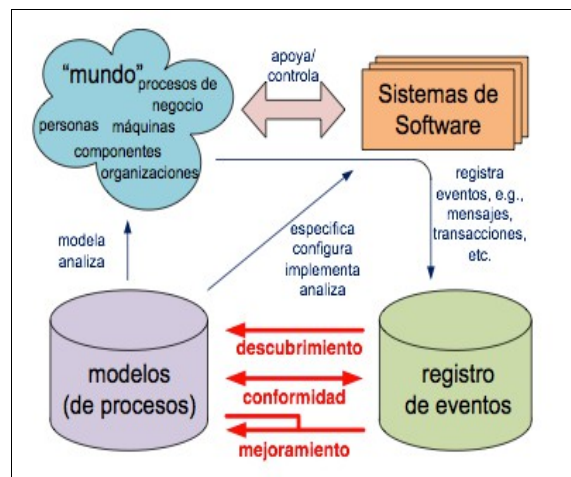 “mundo”
procesos de
negocio
personas máquinas
componentes
organizaciones
apoya/
controla
Sistemas de
Software
registra
eventos, e.g.,
mensajes,
transacciones,
etc.
modela
analiza
especifica
configura
implementa
analiza
modelos
(de procesos)
descubrimiento
conformidad
mejoramiento
registro
de eventos